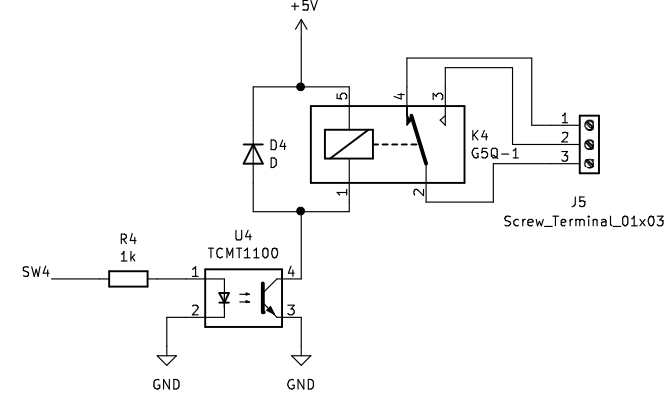 +5V
5
4
3
1
D4
D
K4
G5Q-1
2
3
1
2
J5
Screw_Terminal_01x03
R4
1k
U4
TCMT1100
SW4
1
4
2
3
GND
GND